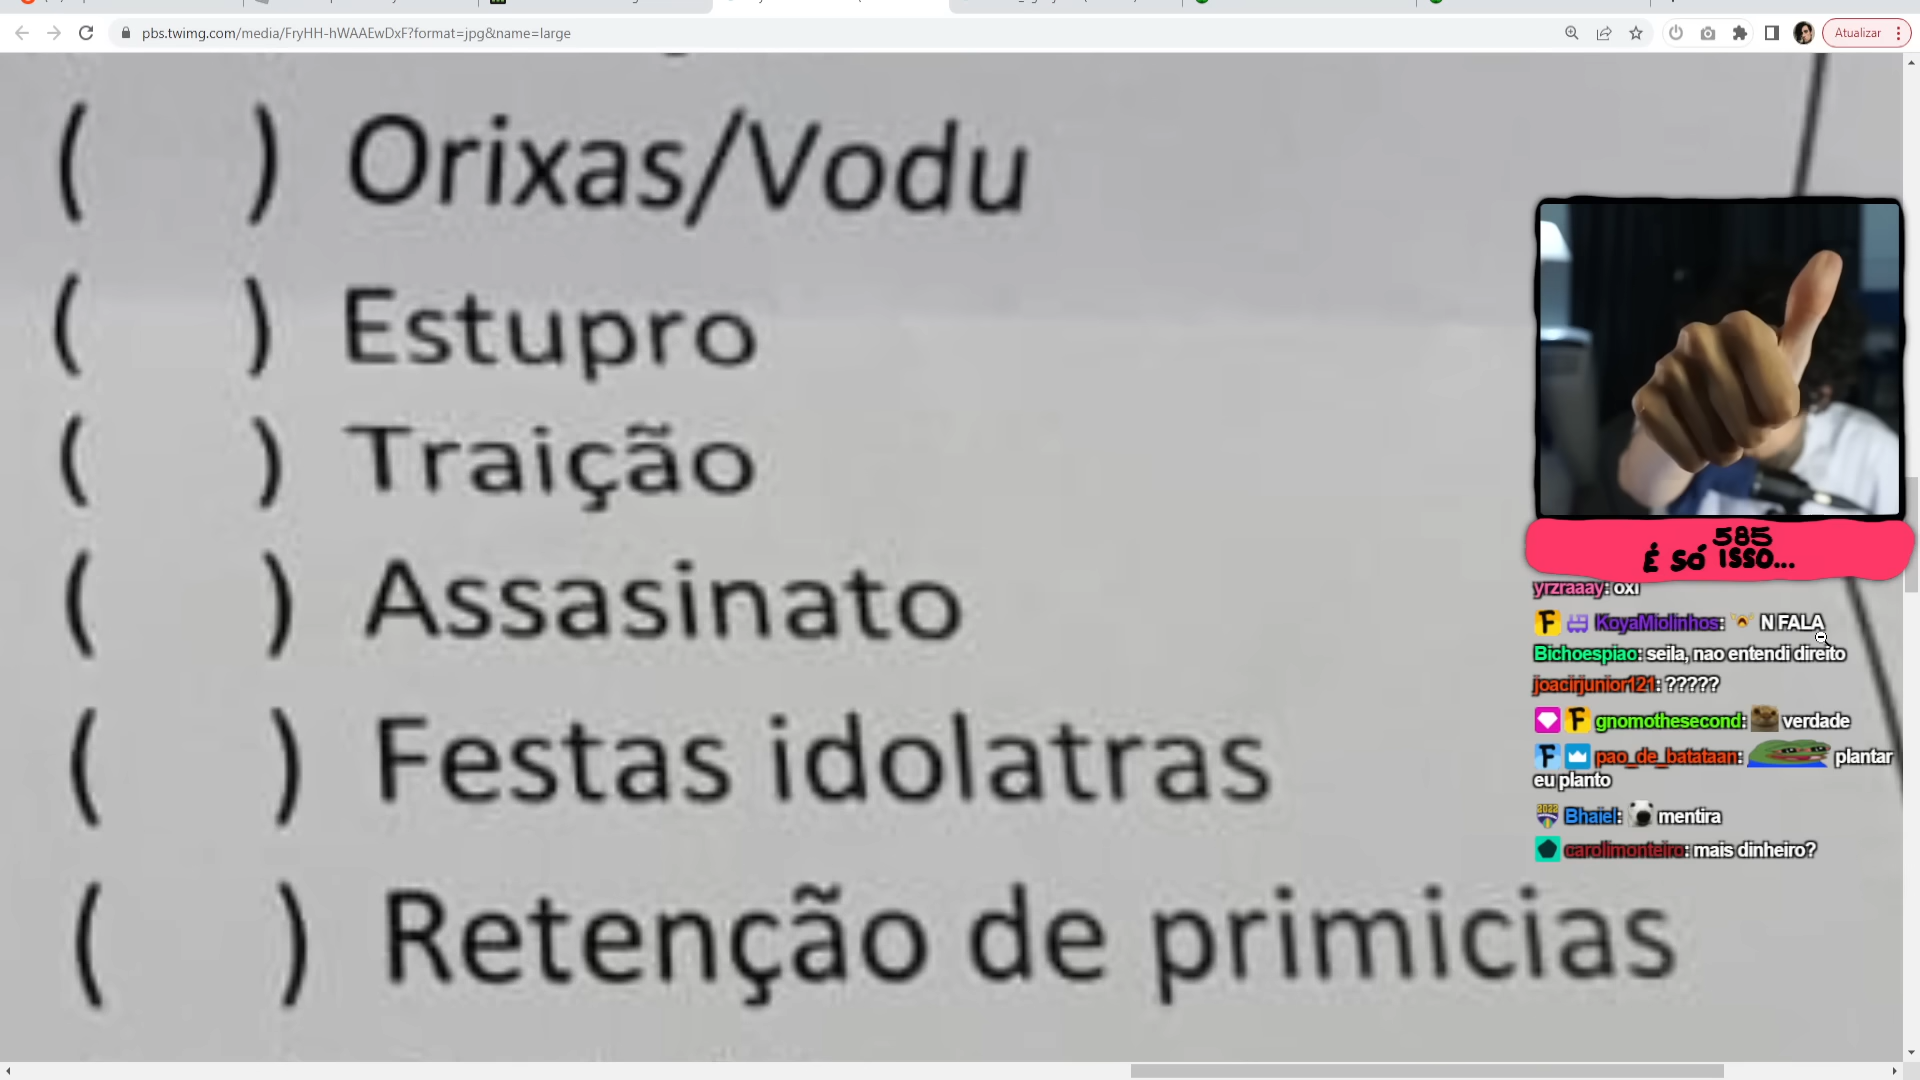 pbs.twimg.com/media/FryHH-hWAAEwDxF?format=jpg&name=large
Atualizar
( ) Orixas/Vodu
( ) Estupro
( ) Traição
( ) Assasinato
( ) Festas idolatras
( ) Retenção de primicias
585
É SÓ ISSO...
yrzraaay: oxi
KoyaMiolinhos: N FALA
Bichoespiao: seila, nao entendi direito
joacirjunior121: ?????
gnomothesecond: verdade
pao_de_batataan: plantar
eu planto
Bhaiel: mentira
carolimonteiro: mais dinheiro?